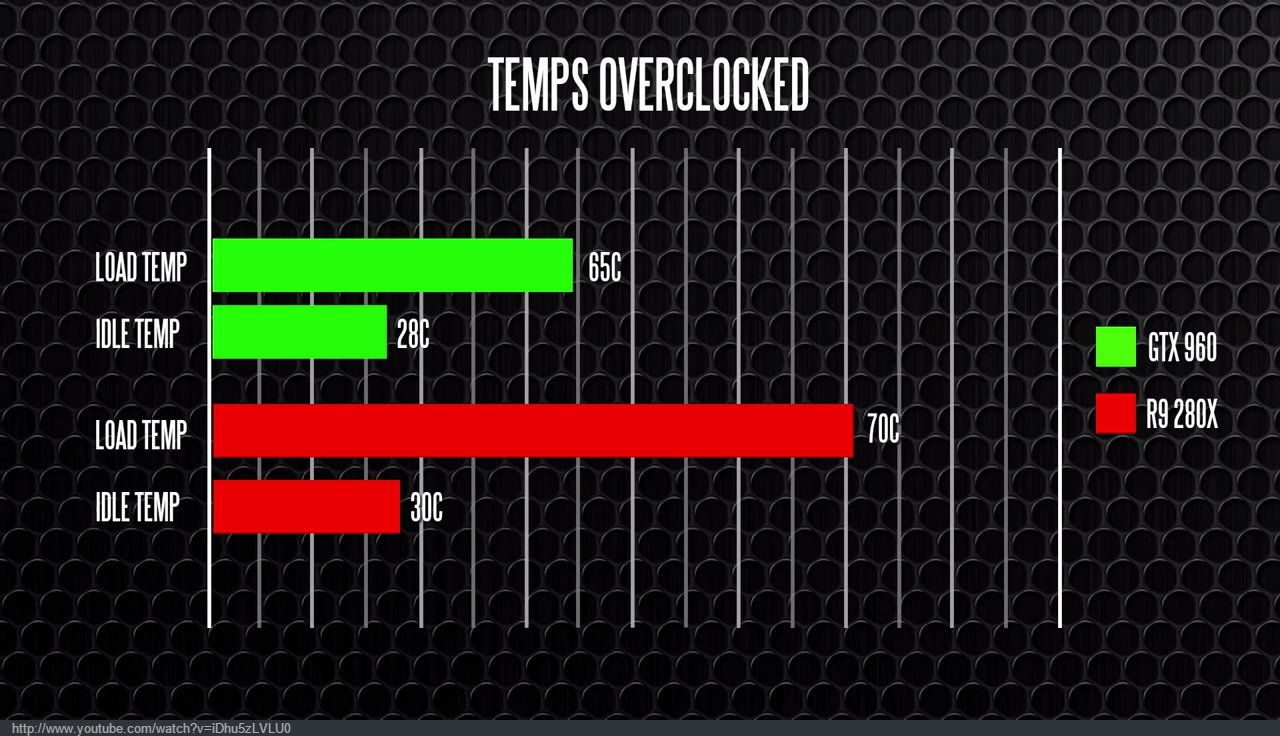 TEMPS OVERCLOCKED
LOAD TEMP
65C
IDLE TEMP
28C
LOAD TEMP
70C
IDLE TEMP
30C
GTX 960
R9 280X
http://www.youtube.com/watch?v=iDhu5zLVLU0